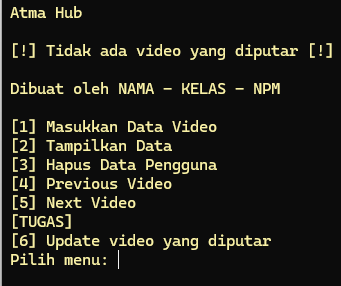 Atma Hub
[!] Tidak ada video yang diputar [!]
Dibuat oleh NAMA - KELAS - NPM
[1] Masukkan Data Video
[2] Tampilkan Data
[3] Hapus Data Pengguna
[4] Previous Video
[5] Next Video
[TUGAS]
[6] Update video yang diputar
Pilih menu: